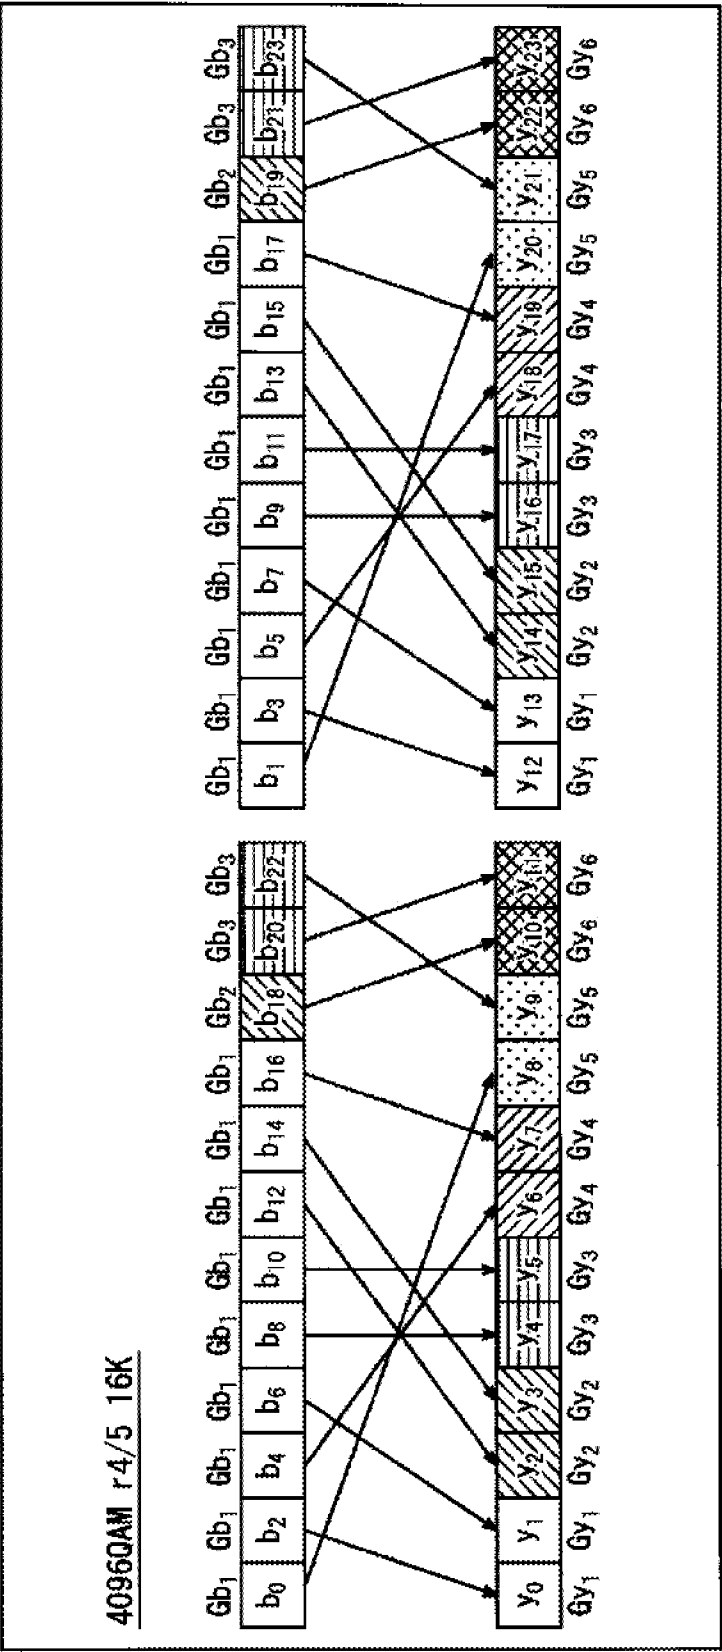 4096QAM r4/5 16K
Gb1 Gb1 Gb1 Gb1 Gb1 Gb1 Gb1 Gb1 Gb1 Gb2 Gb3 Gb3
b0 b2 b4 b6 b8 b10 b12 b14 b16 b18 b20 b22
y0 y1 y2 y3 y4 y5 y6 y7 y8 y9 y10 y11
Gy1 Gy1 Gy2 Gy2 Gy3 Gy3 Gy4 Gy4 Gy5 Gy5 Gy6 Gy6
Gb1 Gb1 Gb1 Gb1 Gb1 Gb1 Gb1 Gb1 Gb1 Gb2 Gb3 Gb3
b1 b3 b5 b7 b9 b11 b13 b15 b17 b19 b21 b23
y12 y13 y14 y15 y16 y17 y18 y19 y20 y21 y22 y23
Gy1 Gy1 Gy2 Gy2 Gy3 Gy3 Gy4 Gy4 Gy5 Gy5 Gy6 Gy6